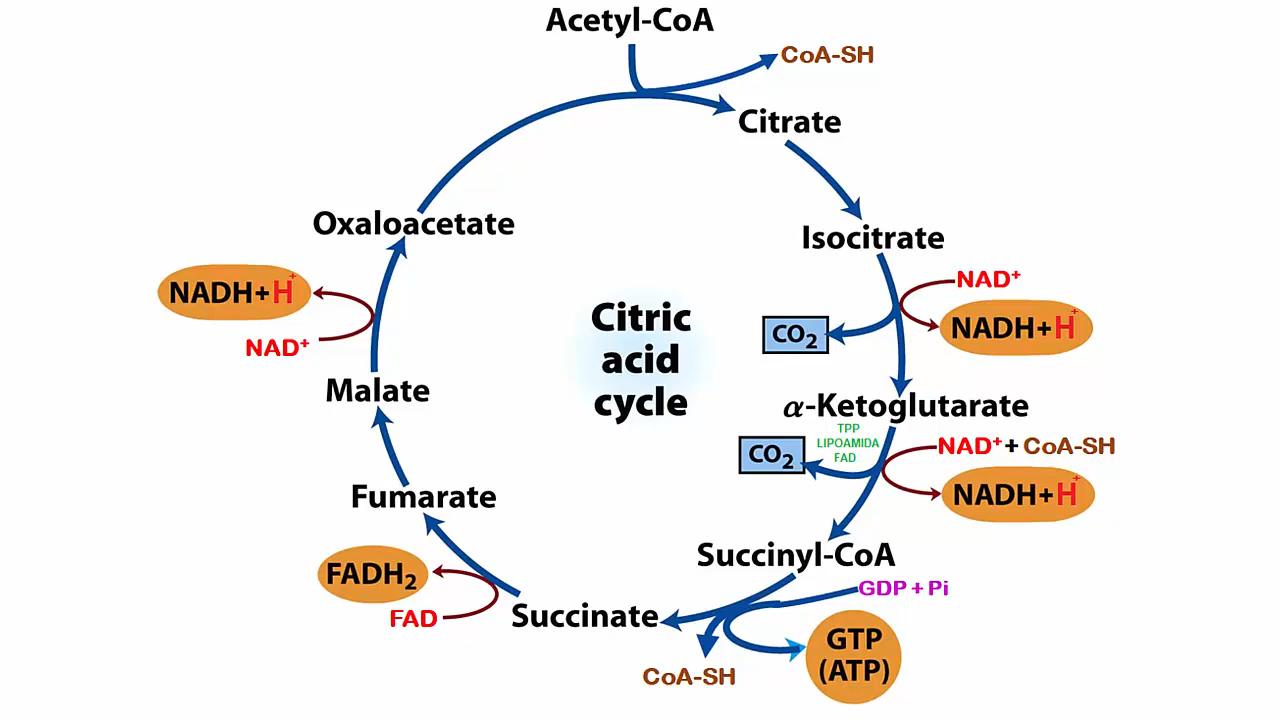 Acetyl-CoA
CoA-SH
Citrate
Oxaloacetate
Isocitrate
NADH+H⁺
NAD⁺
NAD⁺
NADH+H⁺
CO₂
Citric
acid
cycle
Malate
α-Ketoglutarate
TPP
LIPOAMIDA
FAD
CO₂
NAD⁺+ CoA-SH
NADH+H⁺
Fumarate
Succinyl-CoA
FADH₂
FAD
GDP + Pi
Succinate
GTP
(ATP)
CoA-SH